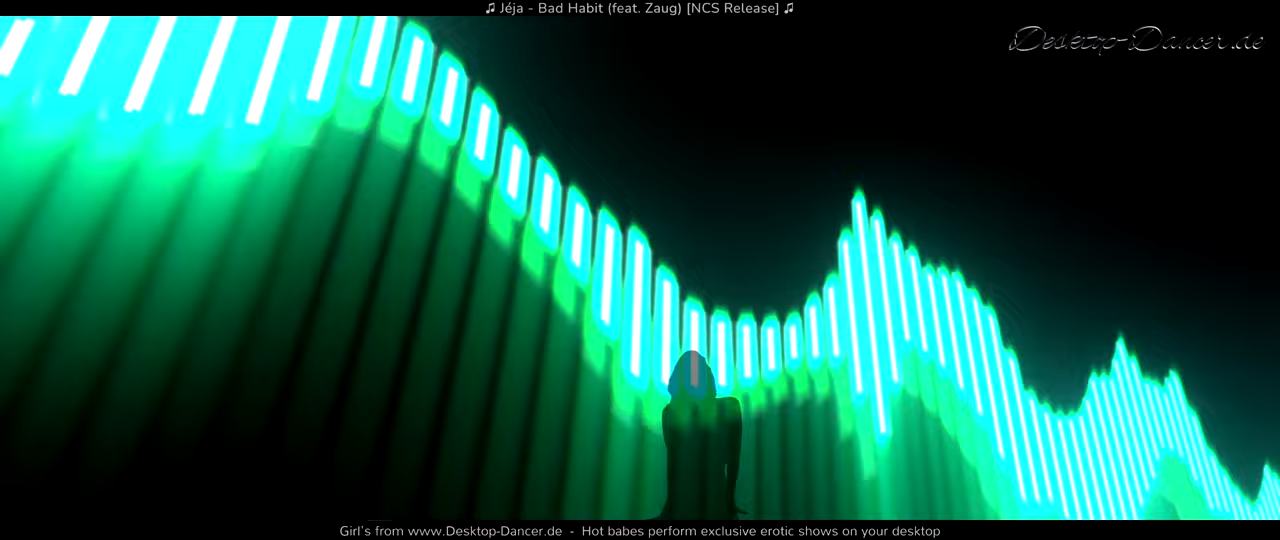 ♫ Jéja - Bad Habit (feat. Zaug) [NCS Release] ♫
Desktop-Dancer.de
Girl's from www.Desktop-Dancer.de - Hot babes perform exclusive erotic shows on your desktop